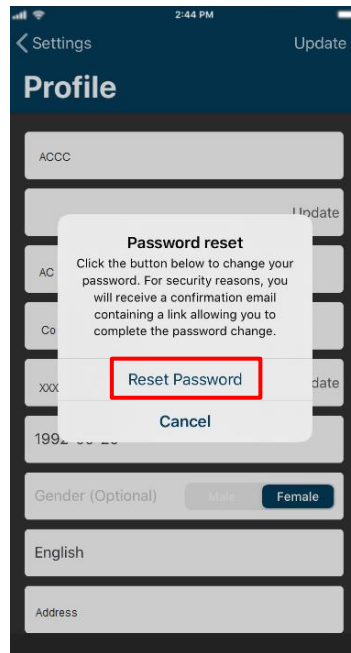 2:44 PM
Settings
Update
Profile
ACCC
Update
Password reset
Click the button below to change your
password. For security reasons, you
will receive a confirmation email
containing a link allowing you to
complete the password change.
AC
Co
Reset Password
xxx
date
Cancel
Gender (Optional)
Male
Female
English
Address